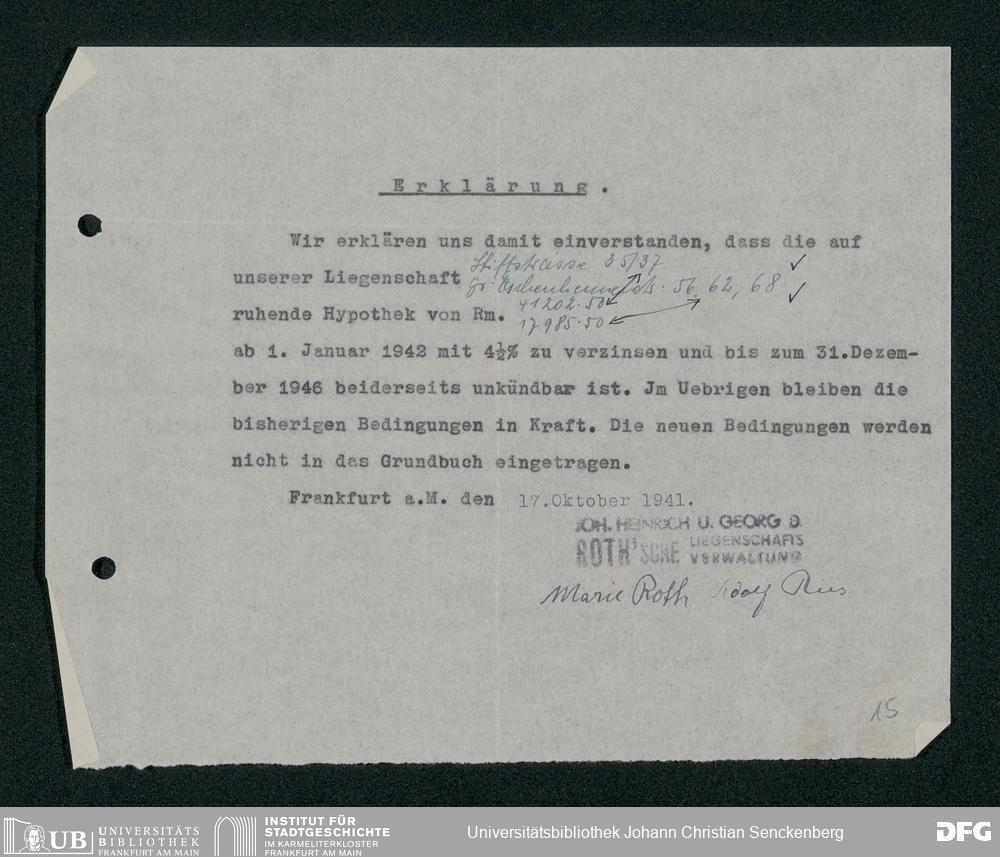 Erklärung.
Wir erklären uns damit einverstanden, dass die auf
Stiftstrasse 35/37
unserer Liegenschaft gr. Eschenheimerstr. 56, 62, 68
41202.50
ruhende Hypothek von Rm. 17985.50
ab 1. Januar 1942 mit 4½% zu verzinsen und bis zum 31.Dezem-
ber 1946 beiderseits unkündbar ist. Jm Uebrigen bleiben die
bisherigen Bedingungen in Kraft. Die neuen Bedingungen werden
nicht in das Grundbuch eingetragen.
Frankfurt a.M. den 17.Oktober 1941.
JOH. HEINRICH U. GEORG D.
ROTH'SCHE LIEGENSCHAFTS
VERWALTUNG
Marie Roth Adolf
15
UB UNIVERSITÄTS
BIBLIOTHEK
FRANKFURT AM MAIN
INSTITUT FÜR
STADTGESCHICHTE
IM KARMELITERKLOSTER
FRANKFURT AM MAIN
Universitätsbibliothek Johann Christian Senckenberg
DFG